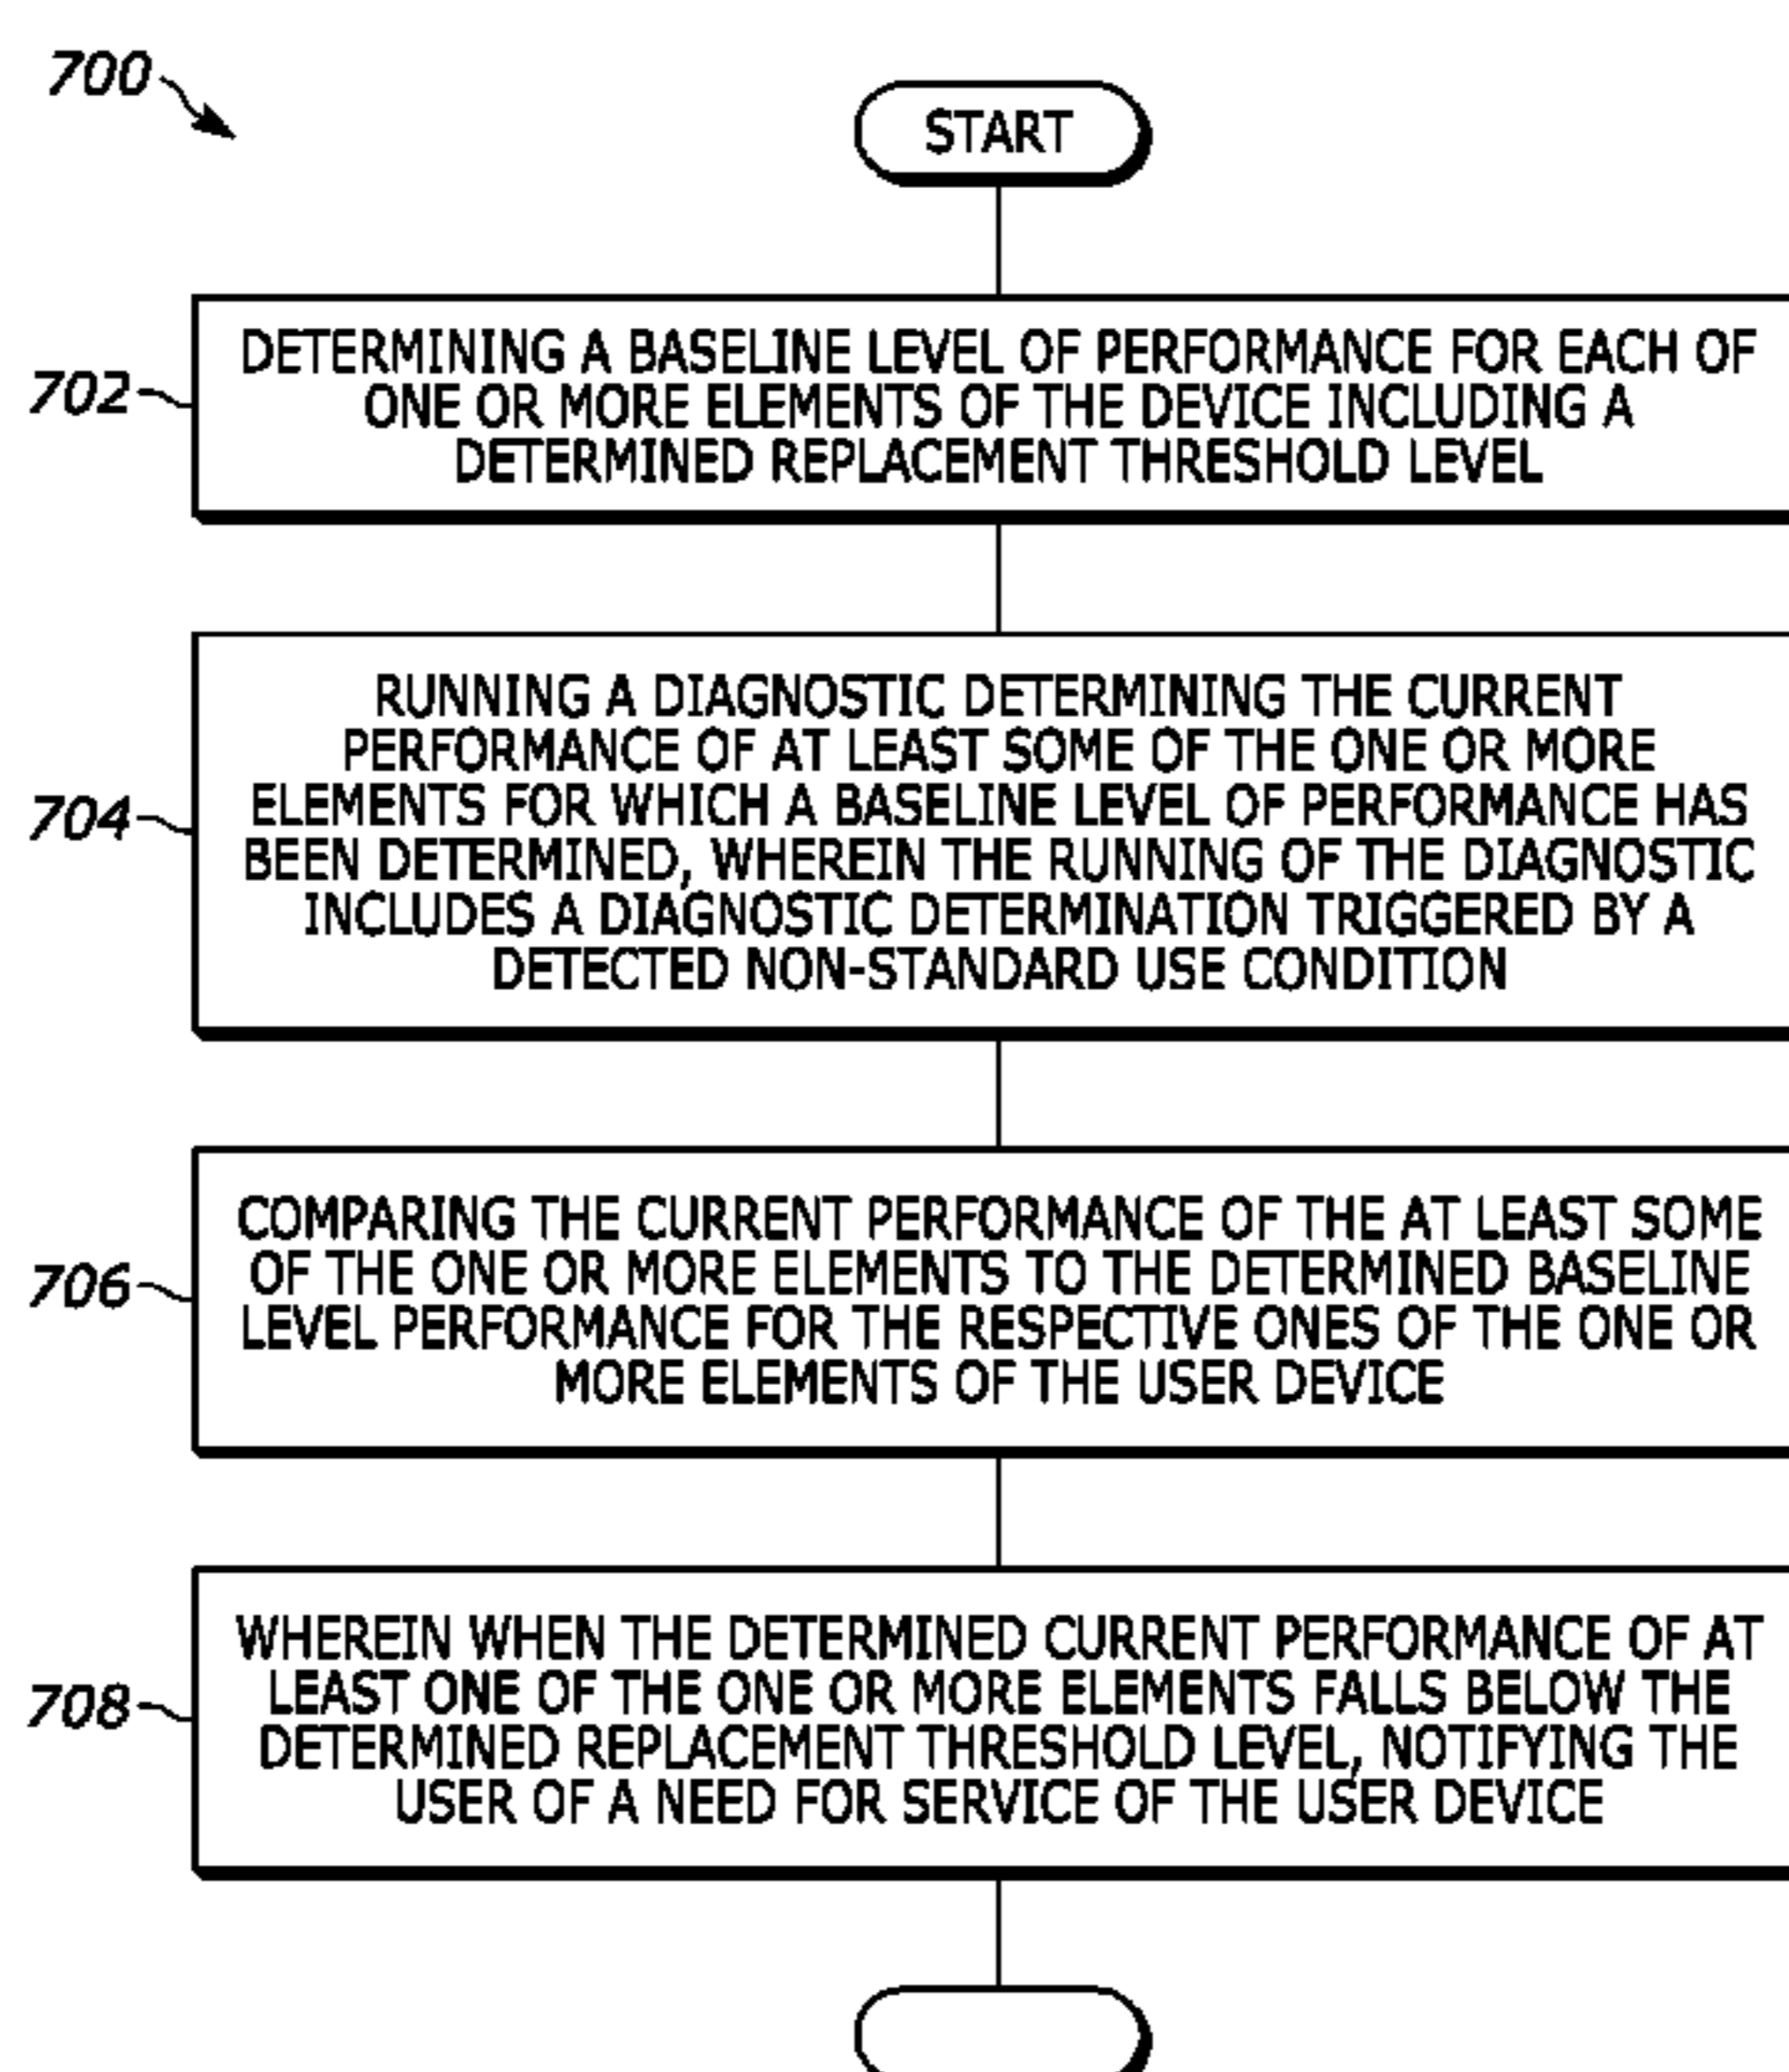 700
START
702
DETERMINING A BASELINE LEVEL OF PERFORMANCE FOR EACH OF
ONE OR MORE ELEMENTS OF THE DEVICE INCLUDING A
DETERMINED REPLACEMENT THRESHOLD LEVEL
704
RUNNING A DIAGNOSTIC DETERMINING THE CURRENT
PERFORMANCE OF AT LEAST SOME OF THE ONE OR MORE
ELEMENTS FOR WHICH A BASELINE LEVEL OF PERFORMANCE HAS
BEEN DETERMINED, WHEREIN THE RUNNING OF THE DIAGNOSTIC
INCLUDES A DIAGNOSTIC DETERMINATION TRIGGERED BY A
DETECTED NON-STANDARD USE CONDITION
706
COMPARING THE CURRENT PERFORMANCE OF THE AT LEAST SOME
OF THE ONE OR MORE ELEMENTS TO THE DETERMINED BASELINE
LEVEL PERFORMANCE FOR THE RESPECTIVE ONES OF THE ONE OR
MORE ELEMENTS OF THE USER DEVICE
708
WHEREIN WHEN THE DETERMINED CURRENT PERFORMANCE OF AT
LEAST ONE OF THE ONE OR MORE ELEMENTS FALLS BELOW THE
DETERMINED REPLACEMENT THRESHOLD LEVEL, NOTIFYING THE
USER OF A NEED FOR SERVICE OF THE USER DEVICE